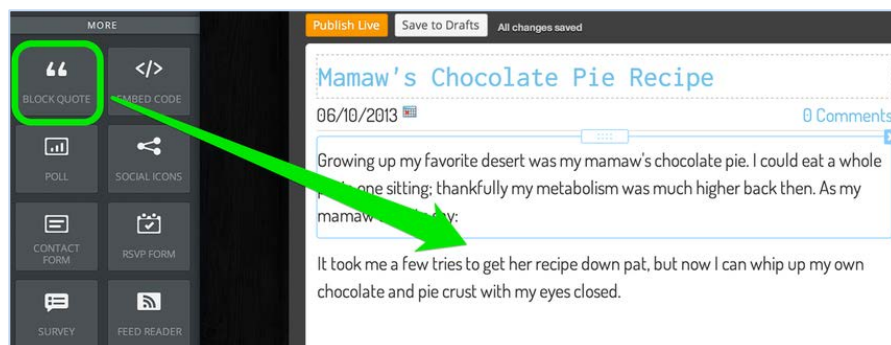 MORE
BLOCK QUOTE
EMBED CODE
POLL
SOCIAL ICONS
CONTACT
FORM
RSVP FORM
SURVEY
FEED READER
Publish Live
Save to Drafts
All changes saved
Mamaw's Chocolate Pie Recipe
06/10/2013
0 Comments
Growing up my favorite desert was my mamaw's chocolate pie. I could eat a whole
one sitting; thankfully my metabolism was much higher back then. As my
mamaw
It took me a few tries to get her recipe down pat, but now I can whip up my own
chocolate and pie crust with my eyes closed.